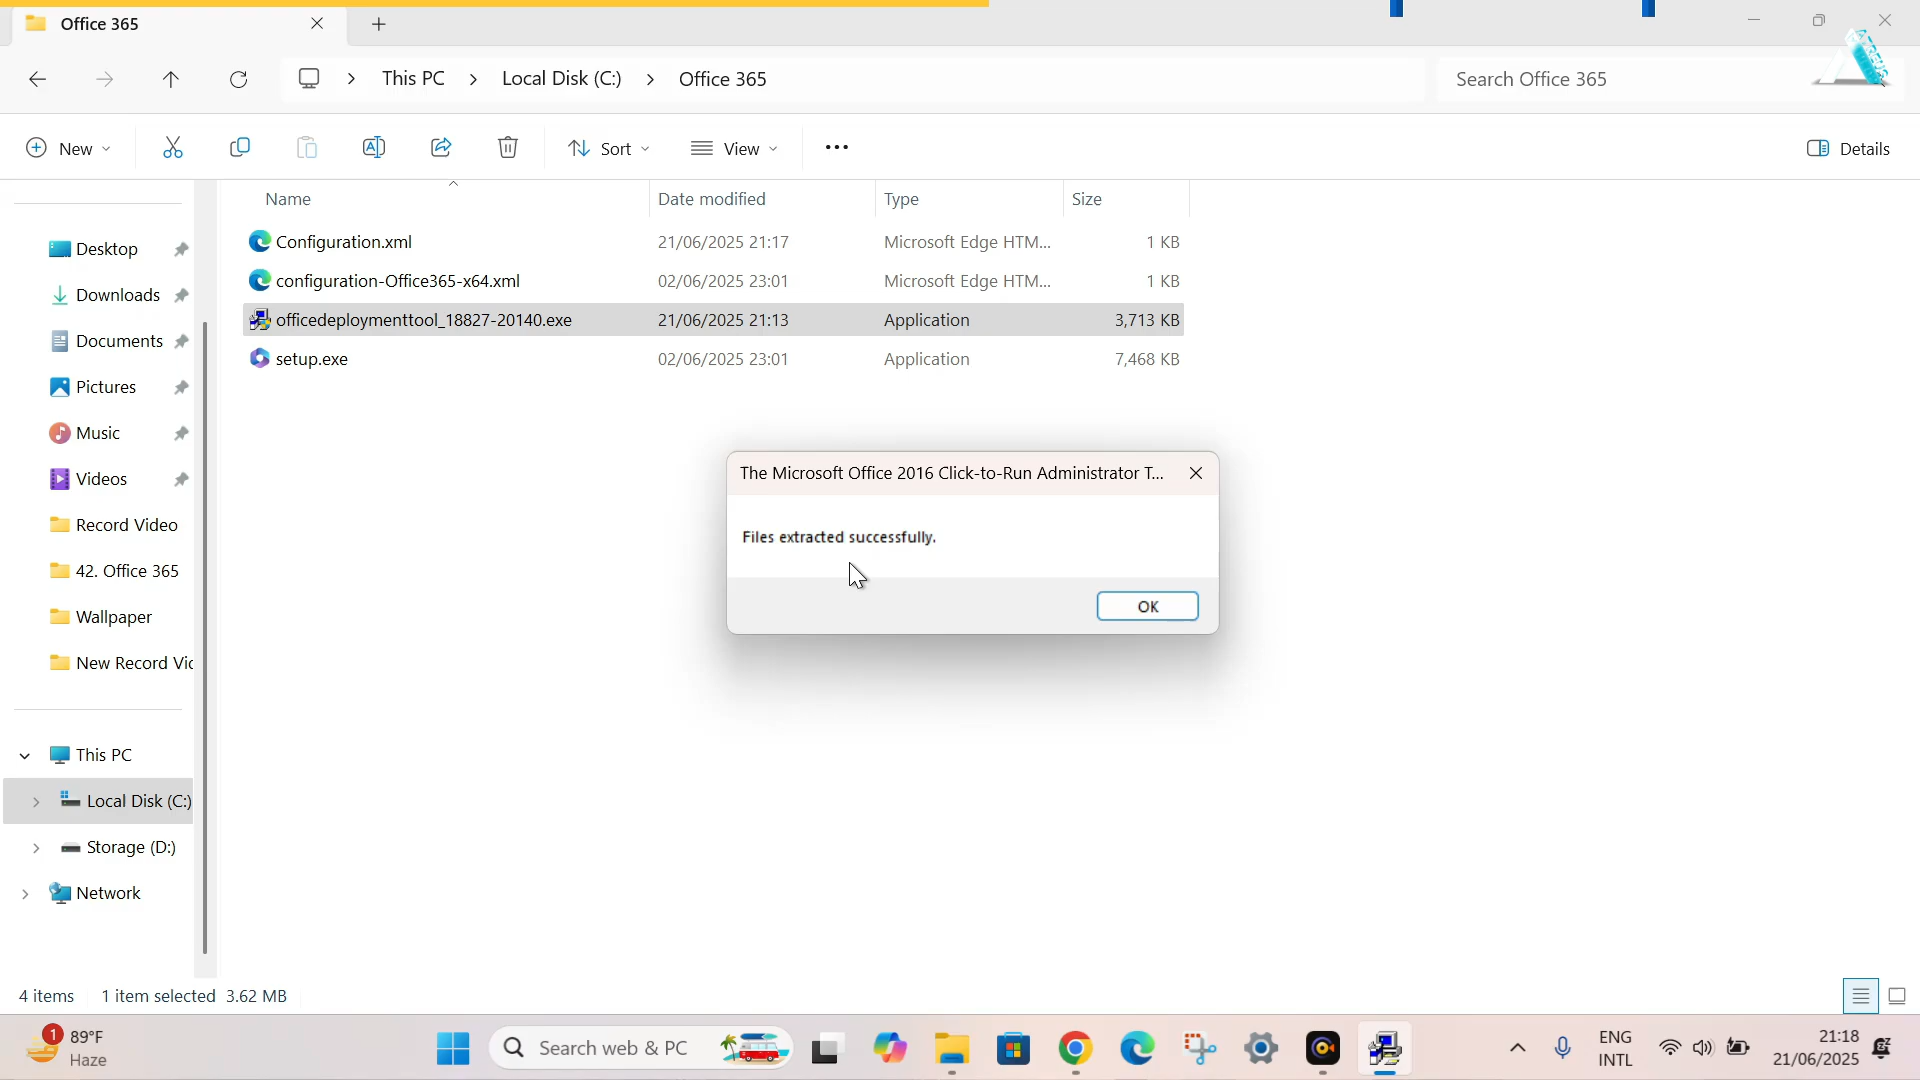 Office 365
This PC
Local Disk (C:)
Office 365
Search Office 365
New
Sort
View
Details
Name
Date modified
Type
Size
Configuration.xml
21/06/2025 21:17
Microsoft Edge HTM...
1 KB
configuration-Office365-x64.xml
02/06/2025 23:01
Microsoft Edge HTM...
1 KB
officedeploymenttool_18827-20140.exe
21/06/2025 21:13
Application
3,713 KB
setup.exe
02/06/2025 23:01
Application
7,468 KB
Desktop
Downloads
Documents
Pictures
Music
Videos
Record Video
42. Office 365
Wallpaper
New Record Vic
This PC
Local Disk (C:)
Storage (D:)
Network
The Microsoft Office 2016 Click-to-Run Administrator T...
Files extracted successfully.
OK
4 items
1 item selected 3.62 MB
1
89°F
Haze
Search web & PC
ENG
INTL
21:18
21/06/2025